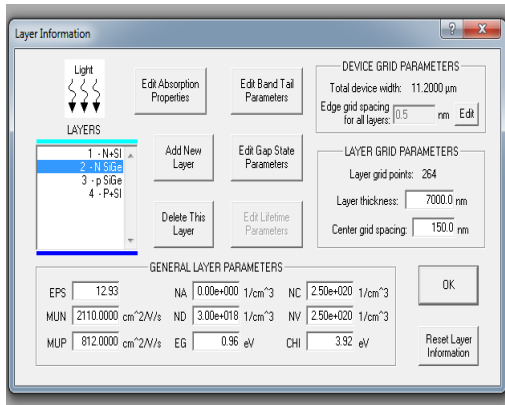 Layer Information
Light
LAYERS
1 - N+SI
2 - N SiGe
3 - p SiGe
4 - P+SI
Edit Absorption
Properties
Edit Band Tail
Parameters
Add New
Layer
Edit Gap State
Parameters
Delete This
Layer
Edit Lifetime
Parameters
DEVICE GRID PARAMETERS
Total device width: 11.2000 µm
Edge grid spacing
for all layers: 0.5 nm Edit
LAYER GRID PARAMETERS
Layer grid points: 264
Layer thickness: 7000.0 nm
Center grid spacing: 150.0 nm
GENERAL LAYER PARAMETERS
EPS 12.93 NA 0.00e+000 1/cm^3 NC 2.50e+020 1/cm^3
MUN 2110.0000 cm^2/V/s ND 3.00e+018 1/cm^3 NV 2.50e+020 1/cm^3
MUP 812.0000 cm^2/V/s EG 0.96 eV CHI 3.92 eV
OK
Reset Layer
Information